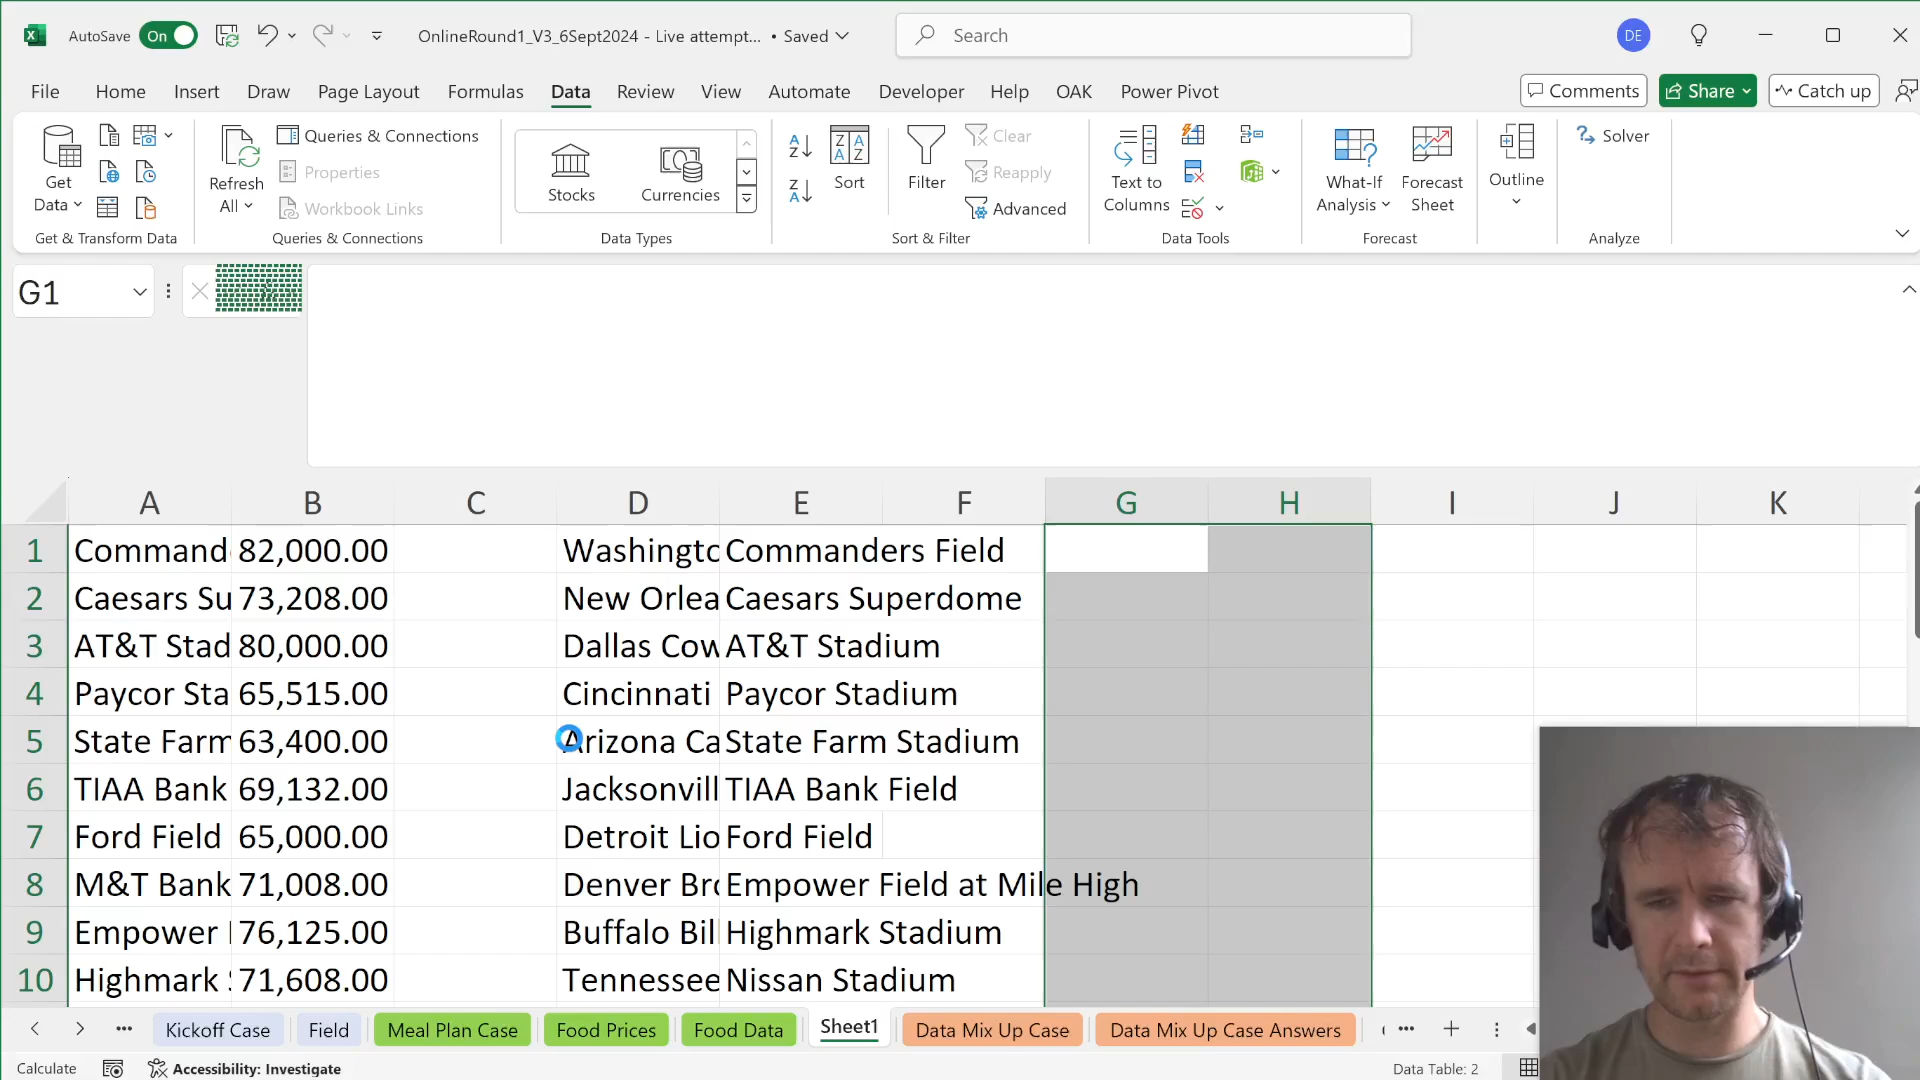 AutoSave On OnlineRound1_V3_6Sept2024 - Live attempt... • Saved Search DE
File Home Insert Draw Page Layout Formulas Data Review View Automate Developer Help OAK Power Pivot Comments Share Catch up
Get Data
Get & Transform Data
Refresh All
Queries & Connections
Properties
Workbook Links
Queries & Connections
Stocks
Currencies
Data Types
Sort
Filter
Clear
Reapply
Advanced
Sort & Filter
Text to Columns
Data Tools
What-If Analysis
Forecast Sheet
Forecast
Outline
Solver
Analyze
G1
A B C D E F G H I J K
1 Command 82,000.00 Washingto Commanders Field
2 Caesars Su 73,208.00 New Orlea Caesars Superdome
3 AT&T Stad 80,000.00 Dallas Cow AT&T Stadium
4 Paycor Sta 65,515.00 Cincinnati Paycor Stadium
5 State Farm 63,400.00 Arizona Ca State Farm Stadium
6 TIAA Bank 69,132.00 Jacksonvill TIAA Bank Field
7 Ford Field 65,000.00 Detroit Lio Ford Field
8 M&T Bank 71,008.00 Denver Bro Empower Field at Mile High
9 Empower 76,125.00 Buffalo Bil Highmark Stadium
10 Highmark 71,608.00 Tennessee Nissan Stadium
Kickoff Case Field Meal Plan Case Food Prices Food Data Sheet1 Data Mix Up Case Data Mix Up Case Answers
Calculate Accessibility: Investigate Data Table: 2